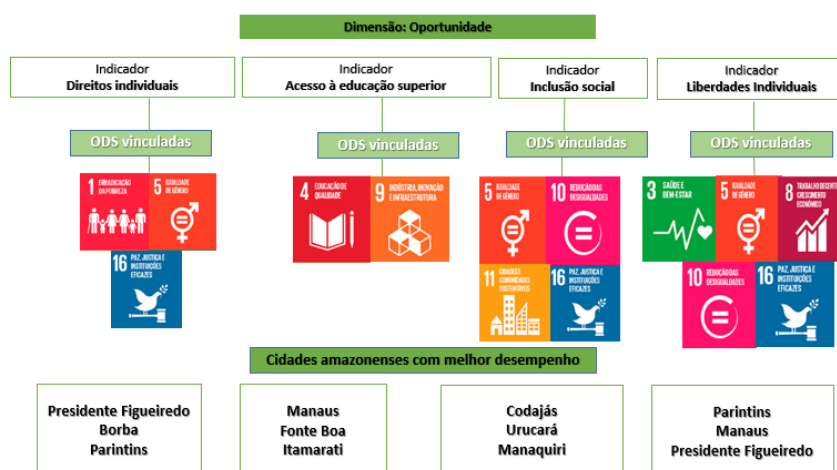 Dimensão: Oportunidade
Indicador
Direitos individuais
Indicador
Acesso à educação superior
Indicador
Inclusão social
Indicador
Liberdades Individuais
ODS vinculadas
ODS vinculadas
ODS vinculadas
ODS vinculadas
1 ERRADICAÇÃO
DA POBREZA
5 IGUALDADE
DE GÊNERO
16 PAZ, JUSTIÇA E
INSTITUIÇÕES
EFICAZES
4 EDUCAÇÃO DE
QUALIDADE
9 INDÚSTRIA, INOVAÇÃO
E INFRAESTRUTURA
5 IGUALDADE
DE GÊNERO
10 REDUÇÃO DAS
DESIGUALDADES
11 CIDADES E
COMUNIDADES
SUSTENTÁVEIS
16 PAZ, JUSTIÇA E
INSTITUIÇÕES
EFICAZES
3 SAÚDE E
BEM-ESTAR
5 IGUALDADE
DE GÊNERO
8 TRABALHO DECENTE
CRESCIMENTO
ECONÔMICO
10 REDUÇÃO DAS
DESIGUALDADES
16 PAZ, JUSTIÇA E
INSTITUIÇÕES
EFICAZES
Cidades amazonenses com melhor desempenho
Presidente Figueiredo
Borba
Parintins
Manaus
Fonte Boa
Itamarati
Codajás
Urucará
Manaquiri
Parintins
Manaus
Presidente Figueiredo